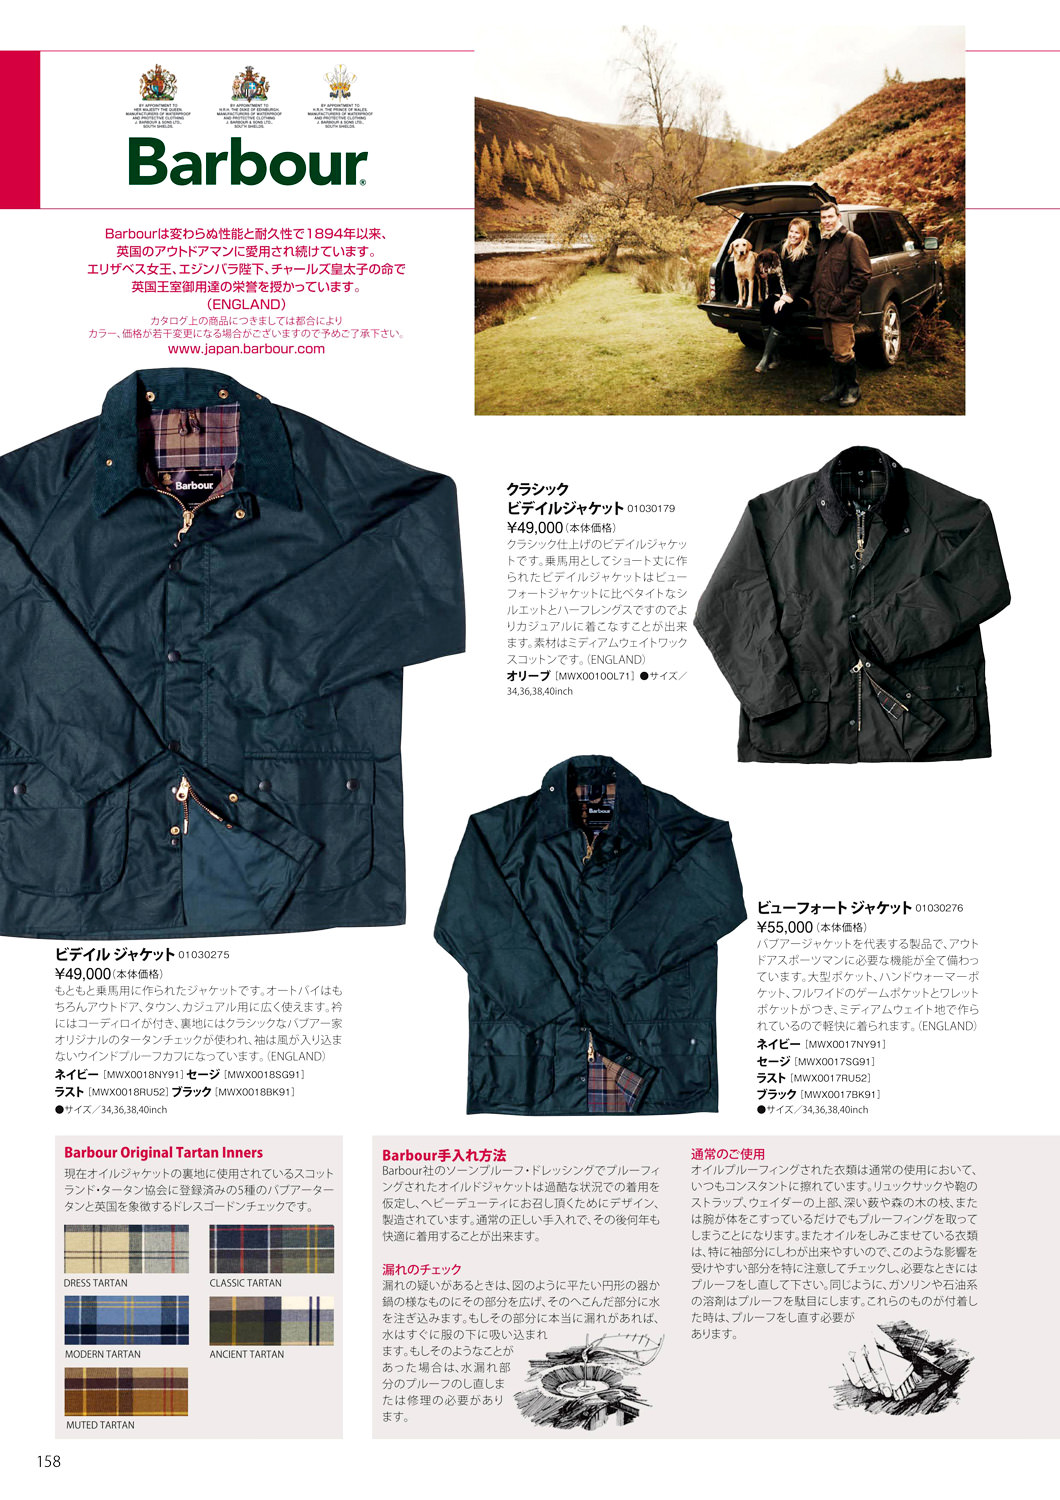 BY APPOINTMENT TO
HER MAJESTY THE QUEEN
MANUFACTURERS OF WATERPROOF
AND PROTECTIVE CLOTHING
J. BARBOUR & SONS LTD.,
SOUTH SHIELDS.
BY APPOINTMENT TO
H.R.H. THE DUKE OF EDINBURGH,
MANUFACTURERS OF WATERPROOF
AND PROTECTIVE CLOTHING
J. BARBOUR & SONS LTD.,
SOUTH SHIELDS.
BY APPOINTMENT TO
H.R.H. THE PRINCE OF WALES,
MANUFACTURERS OF WATERPROOF
AND PROTECTIVE CLOTHING
J. BARBOUR & SONS LTD.,
SOUTH SHIELDS.
Barbour®
Barbourは変わらぬ性能と耐久性で1894年以来、
英国のアウトドアマンに愛用され続けています。
エリザベス女王、エジンバラ陛下、チャールズ皇太子の命で
英国王室御用達の栄誉を授かっています。
(ENGLAND)
カタログ上の商品につきましては都合により
カラー、価格が若干変更になる場合がございますので予めご了承下さい。
www.japan.barbour.com
Barbour
クラシック
ビデイルジャケット 01030179
¥49,000(本体価格)
クラシック仕上げのビデイルジャケッ
トです。乗馬用としてショート丈に作
られたビデイルジャケットはビュー
フォートジャケットに比べタイトなシ
ルエットとハーフレングスですのでよ
りカジュアルに着こなすことが出来
ます。素材はミディアムウェイトワック
スコットンです。(ENGLAND)
オリーブ [MWX0010OL71] ●サイズ/
34,36,38,40inch
Barbour
ビューフォート ジャケット 01030276
¥55,000(本体価格)
バブアージャケットを代表する製品で、アウト
ドアスポーツマンに必要な機能が全て備わっ
ています。大型ポケット、ハンドウォーマーポ
ケット、フルワイドのゲームポケットとワレット
ポケットがつき、ミディアムウェイト地で作ら
れているので軽快に着られます。(ENGLAND)
ネイビー [MWX0017NY91]
セージ [MWX0017SG91]
ラスト [MWX0017RU52]
ブラック [MWX0017BK91]
●サイズ/34,36,38,40inch
ビデイル ジャケット 01030275
¥49,000(本体価格)
もともと乗馬用に作られたジャケットです。オートバイはも
ちろんアウトドア、タウン、カジュアル用に広く使えます。衿
にはコーディロイが付き、裏地にはクラシックなバブアー家
オリジナルのタータンチェックが使われ、袖は風が入り込ま
ないウインドプルーフカフになっています。(ENGLAND)
ネイビー [MWX0018NY91] セージ [MWX0018SG91]
ラスト [MWX0018RU52] ブラック [MWX0018BK91]
●サイズ/34,36,38,40inch
Barbour Original Tartan Inners
現在オイルジャケットの裏地に使用されているスコット
ランド・タータン協会に登録済みの5種のバブアーター
タンと英国を象徴するドレスゴードンチェックです。
DRESS TARTAN
CLASSIC TARTAN
MODERN TARTAN
ANCIENT TARTAN
MUTED TARTAN
Barbour手入れ方法
Barbour社のソーンプルーフ・ドレッシングでプルーフィ
ングされたオイルドジャケットは過酷な状況での着用を
仮定し、ヘビーデューティにお召し頂くためにデザイン、
製造されています。通常の正しい手入れで、その後何年も
快適に着用することが出来ます。
漏れのチェック
漏れの疑いがあるときは、図のように平たい円形の器か
鍋の様なものにその部分を広げ、そのへこんだ部分に水
を注ぎ込みます。もしその部分に本当に漏れがあれば、
水はすぐに服の下に吸い込まれ
ます。もしそのようなことが
あった場合は、水漏れ部
分のプルーフのし直しま
たは修理の必要があり
ます。
通常のご使用
オイルプルーフィングされた衣類は通常の使用において、
いつもコンスタントに擦れています。リュックサックや鞄の
ストラップ、ウェイダーの上部、深い藪や森の木の枝、また
は腕が体をこすっているだけでもプルーフィングを取って
しまうことになります。またオイルをしみこませている衣類
は、特に袖部分にしわが出来やすいので、このような影響を
受けやすい部分を特に注意してチェックし、必要なときには
プルーフをし直して下さい。同じように、ガソリンや石油系
の溶剤はプルーフを駄目にします。これらのものが付着し
た時は、プルーフをし直す必要が
あります。
158